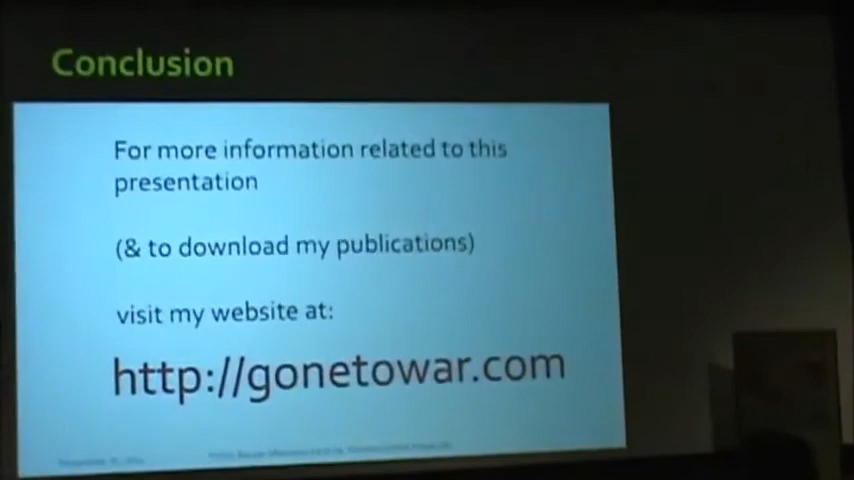 Conclusion
For more information related to this
presentation
(& to download my publications)
visit my website at:
http://gonetowar.com